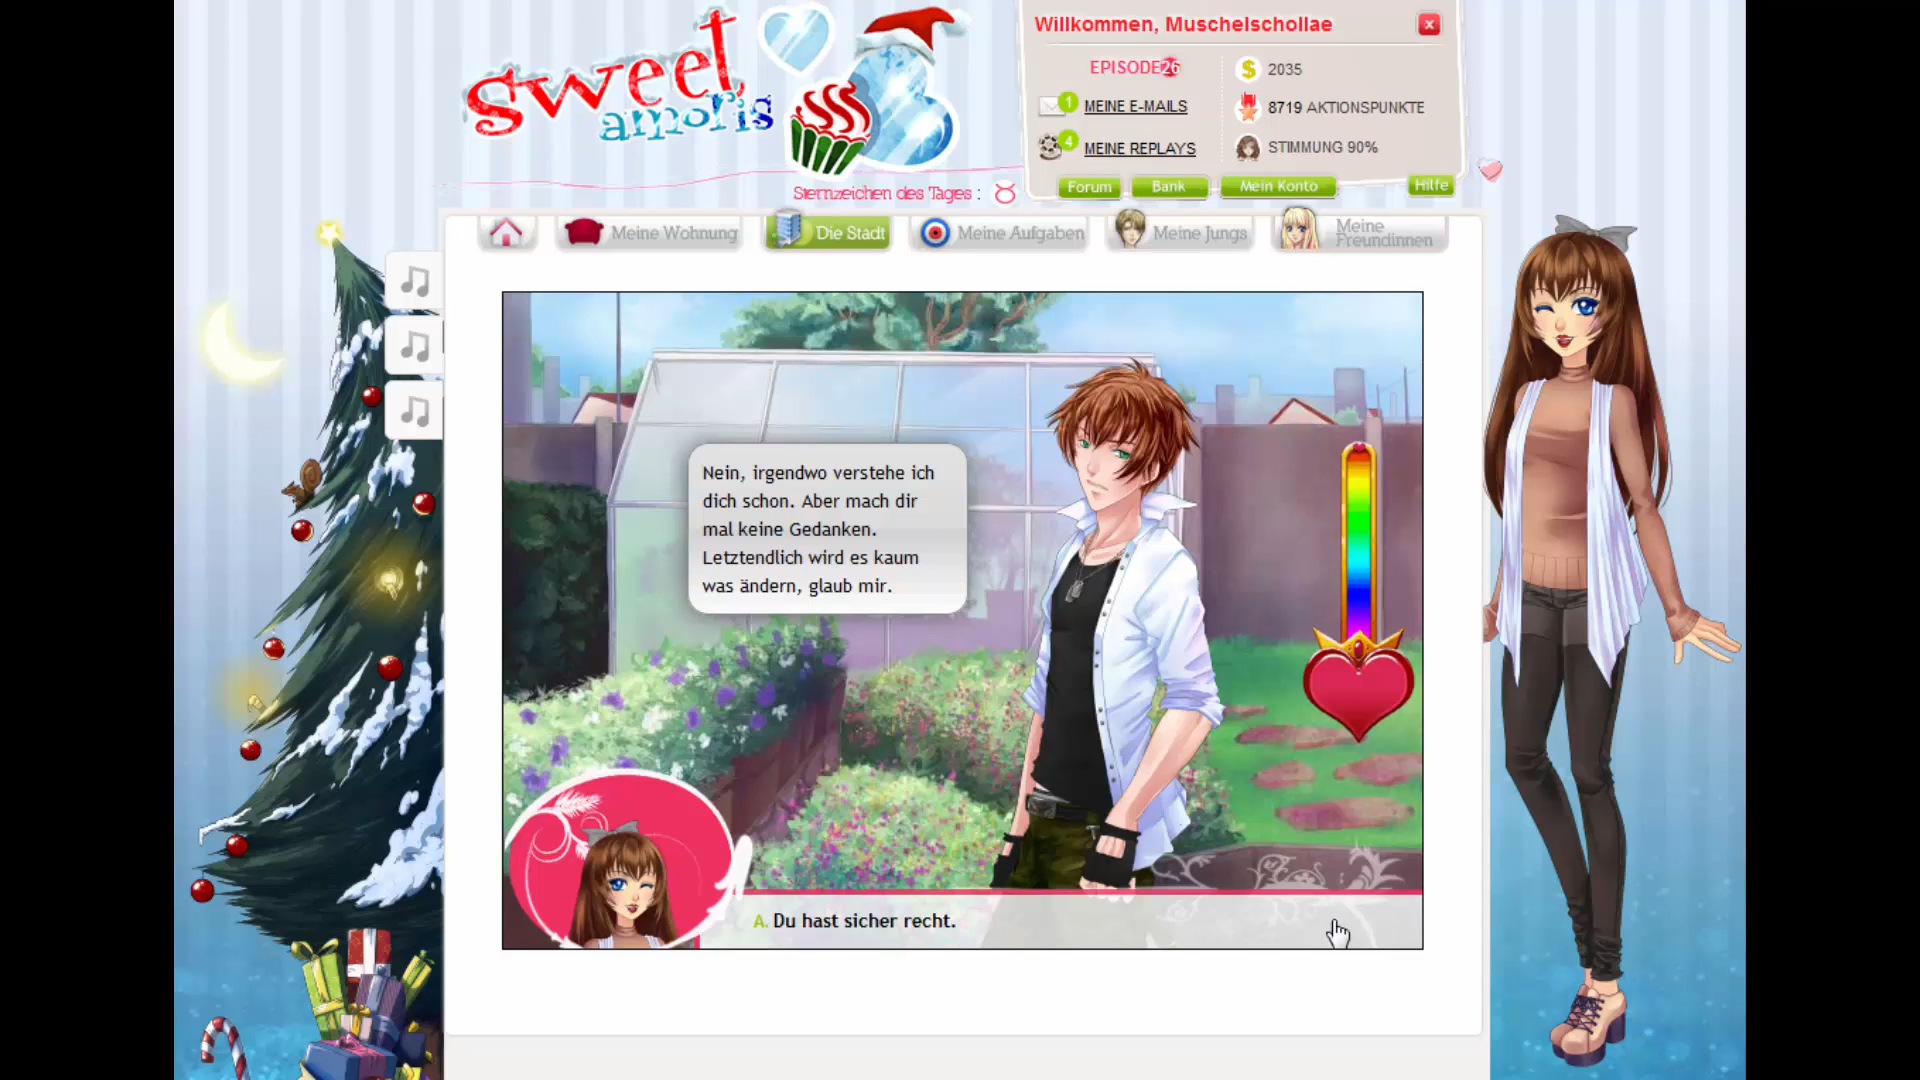 sweet
amoris
Willkommen, Muschelschollae
x
EPISODE26
2035
1
MEINE E-MAILS
8719 AKTIONSPUNKTE
4
MEINE REPLAYS
STIMMUNG 90%
Sternzeichen des Tages :
Forum
Bank
Mein Konto
Hilfe
Meine Wohnung
Die Stadt
Meine Aufgaben
Meine Jungs
Meine
Freundinnen
Nein, irgendwo verstehe ich
dich schon. Aber mach dir
mal keine Gedanken.
Letztendlich wird es kaum
was ändern, glaub mir.
A. Du hast sicher recht.